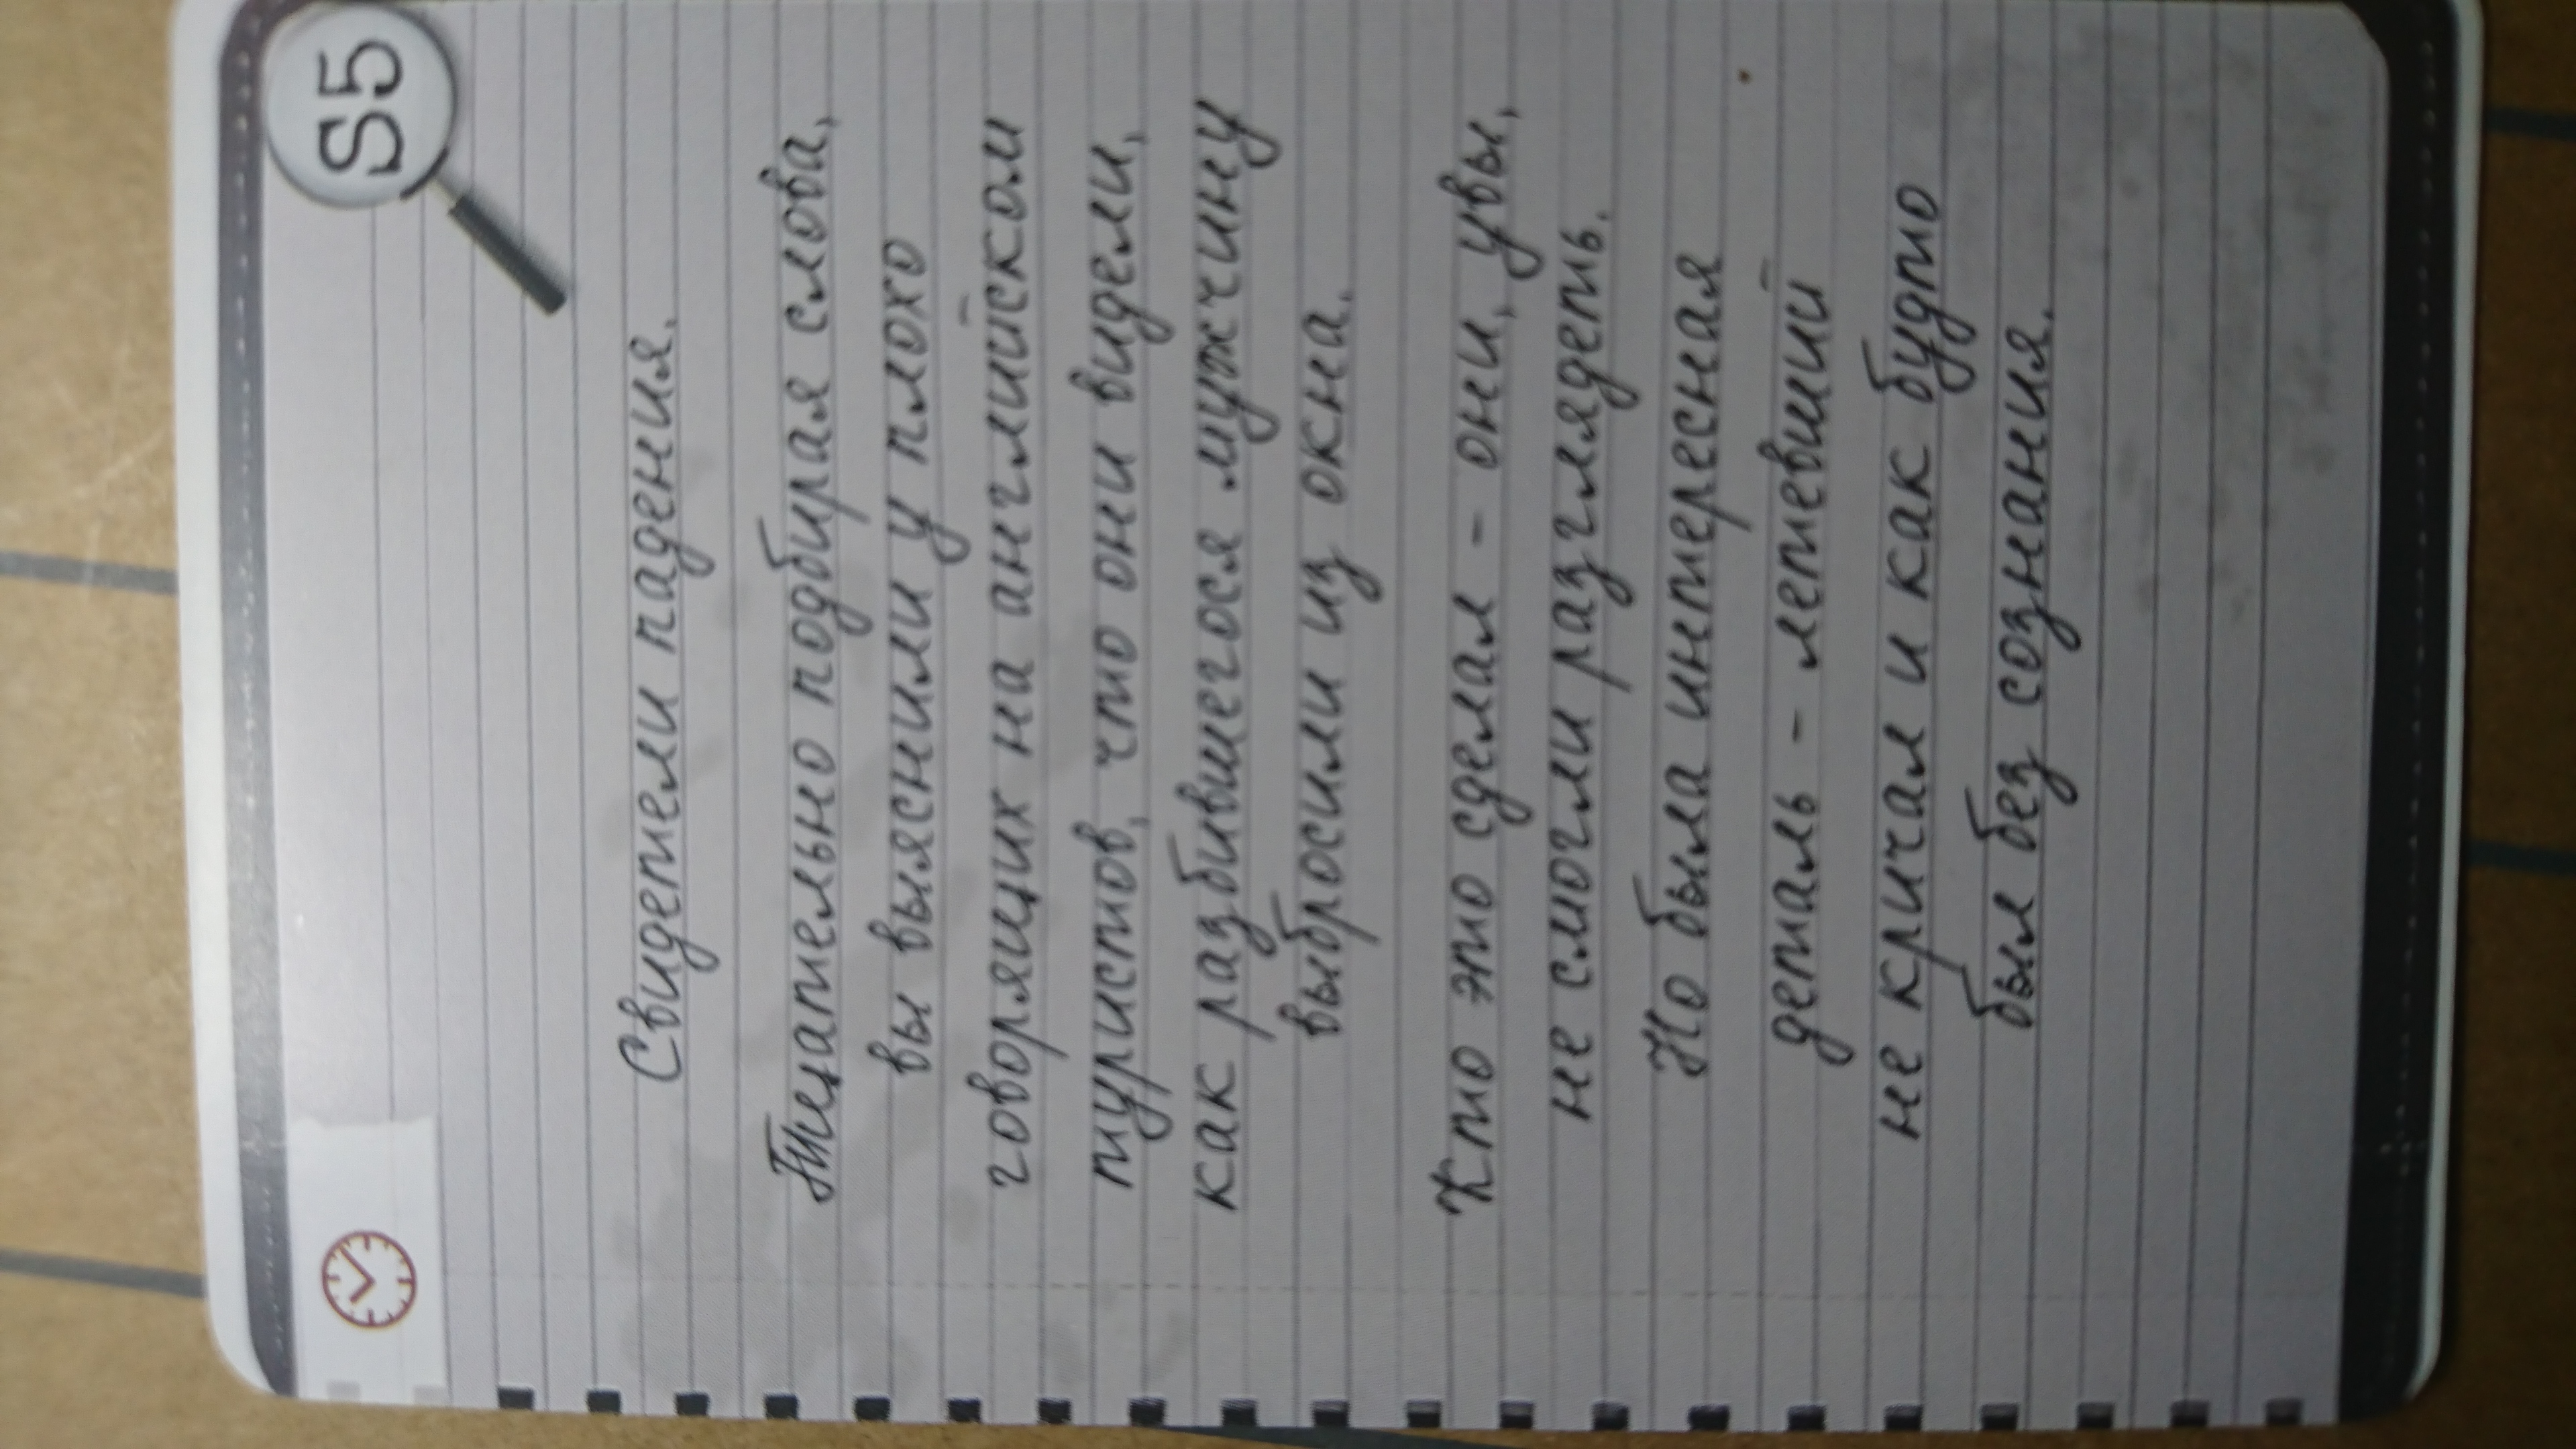 S5
Свидетели падения.
Тщательно подбирая слова,
вы выяснили у плохо
говорящих на английском
туристов, что они видели,
как разбившегося мужчину
выбросили из окна.
Кто это сделал – они, увы,
не смогли разглядеть.
Но была интересная
деталь – летевший
не кричал и как будто
был без сознания.